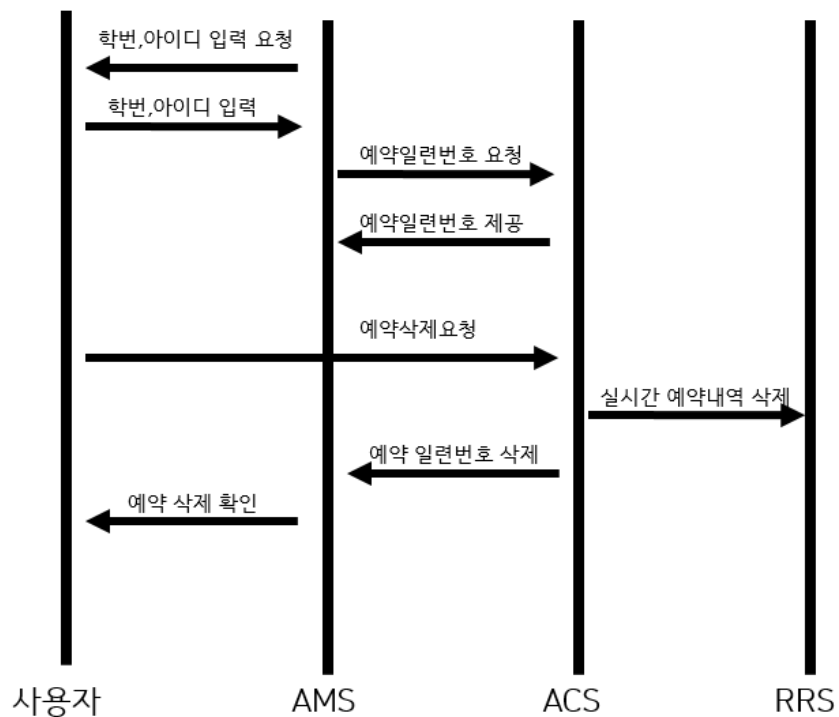 학번,아이디 입력 요청
학번,아이디 입력
예약일련번호 요청
예약일련번호 제공
예약삭제요청
실시간 예약내역 삭제
예약 일련번호 삭제
예약 삭제 확인
사용자
AMS
ACS
RRS